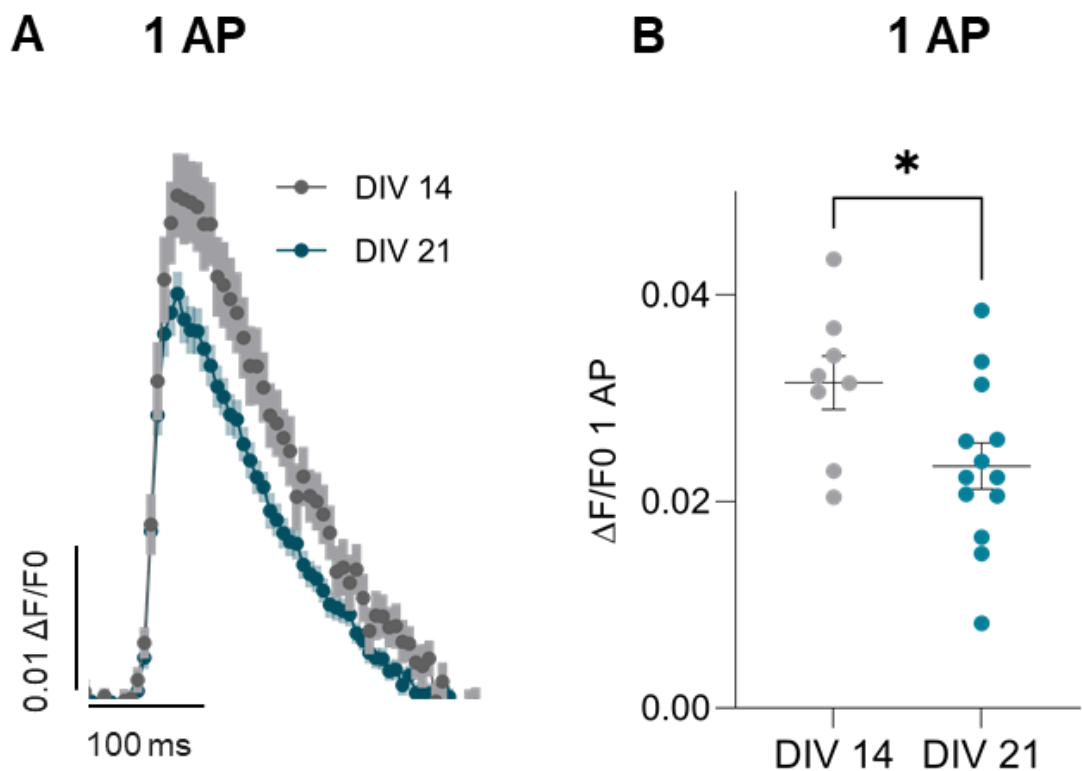 A
1 AP
DIV 14
DIV 21
0.01 ΔF/F0
100 ms
B
1 AP
*
ΔF/F0 1 AP
0.04
0.02
0.00
DIV 14
DIV 21